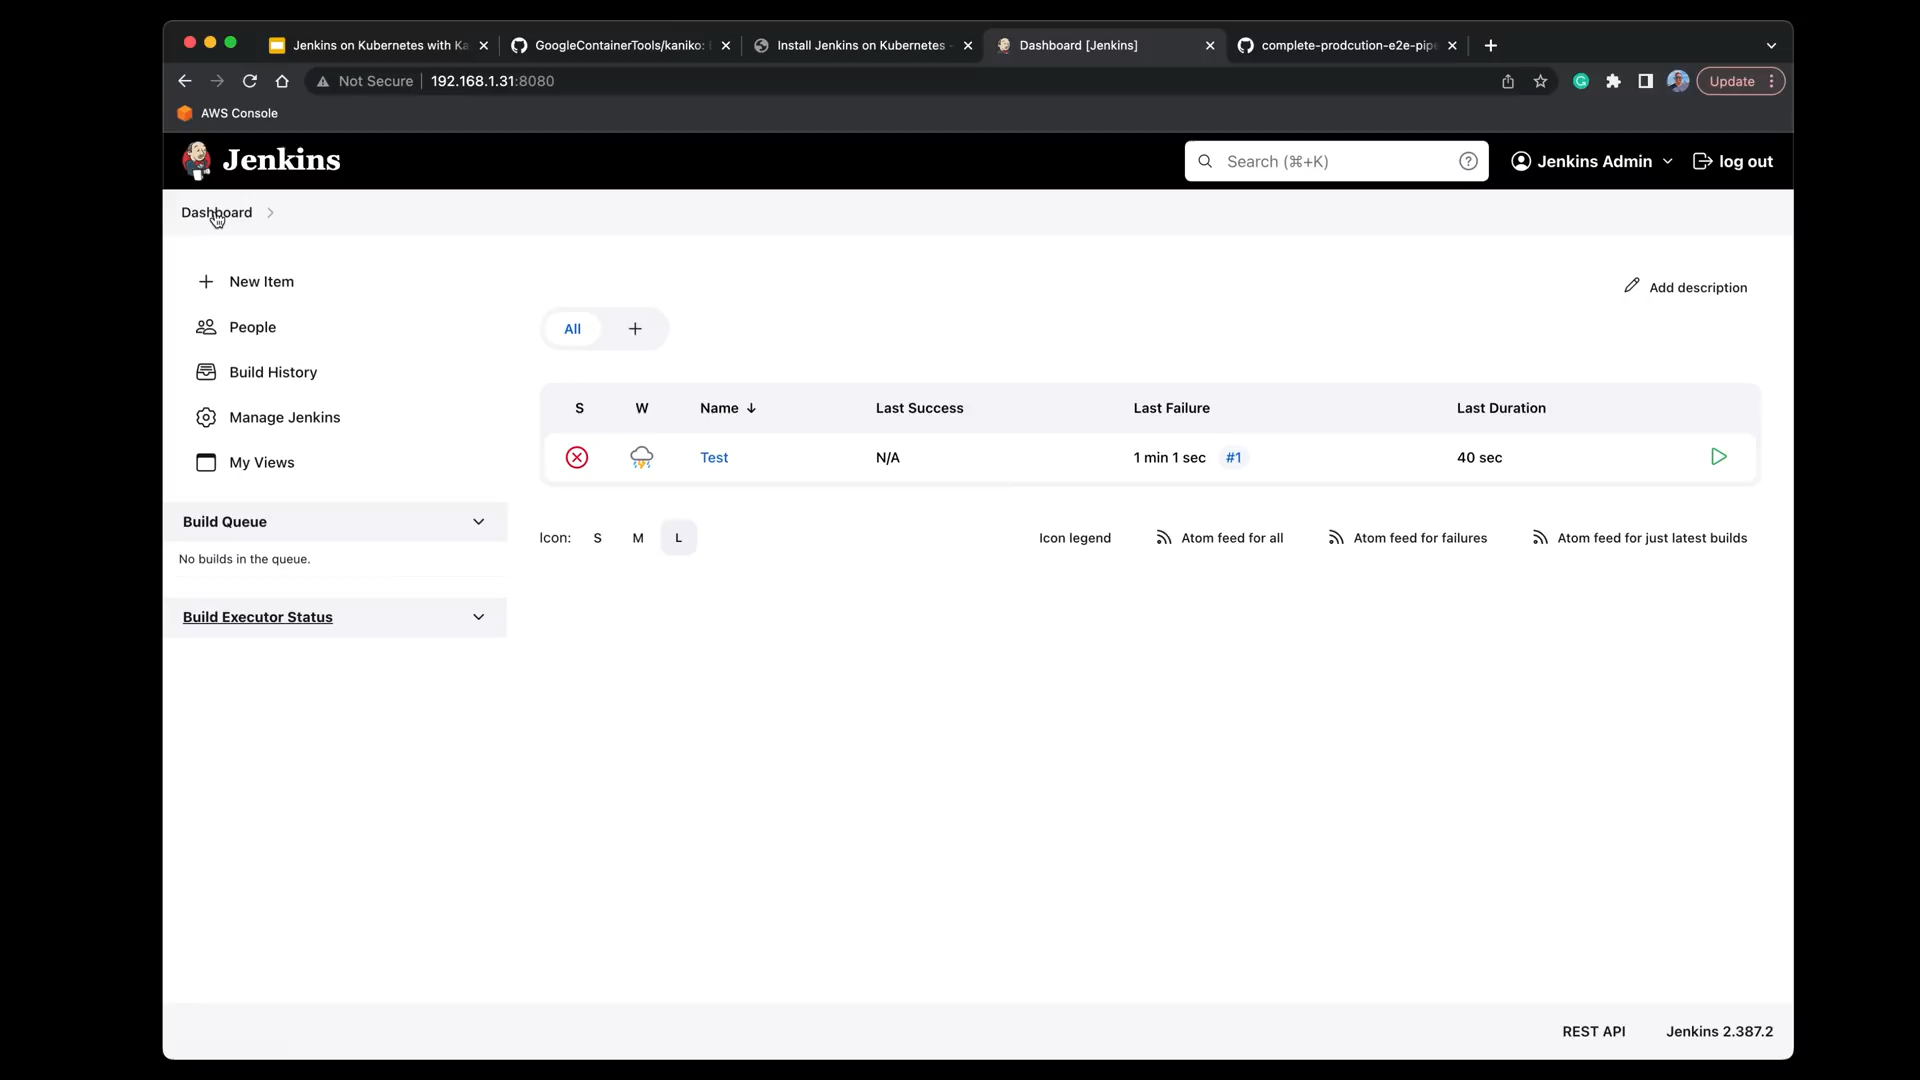 Jenkins on Kubernetes with Ka
GoogleContainerTools/kaniko:
Install Jenkins on Kubernetes -
Dashboard [Jenkins]
complete-prodcution-e2e-pipe
Not Secure
192.168.1.31:8080
Update
AWS Console
Jenkins
Search (⌘+K)
Jenkins Admin
log out
Dashboard
New Item
People
Build History
Manage Jenkins
My Views
Build Queue
No builds in the queue.
Build Executor Status
Add description
All +
S W Name ↓ Last Success Last Failure Last Duration
Test N/A 1 min 1 sec #1 40 sec
Icon: S M L
Icon legend
Atom feed for all
Atom feed for failures
Atom feed for just latest builds
REST API
Jenkins 2.387.2